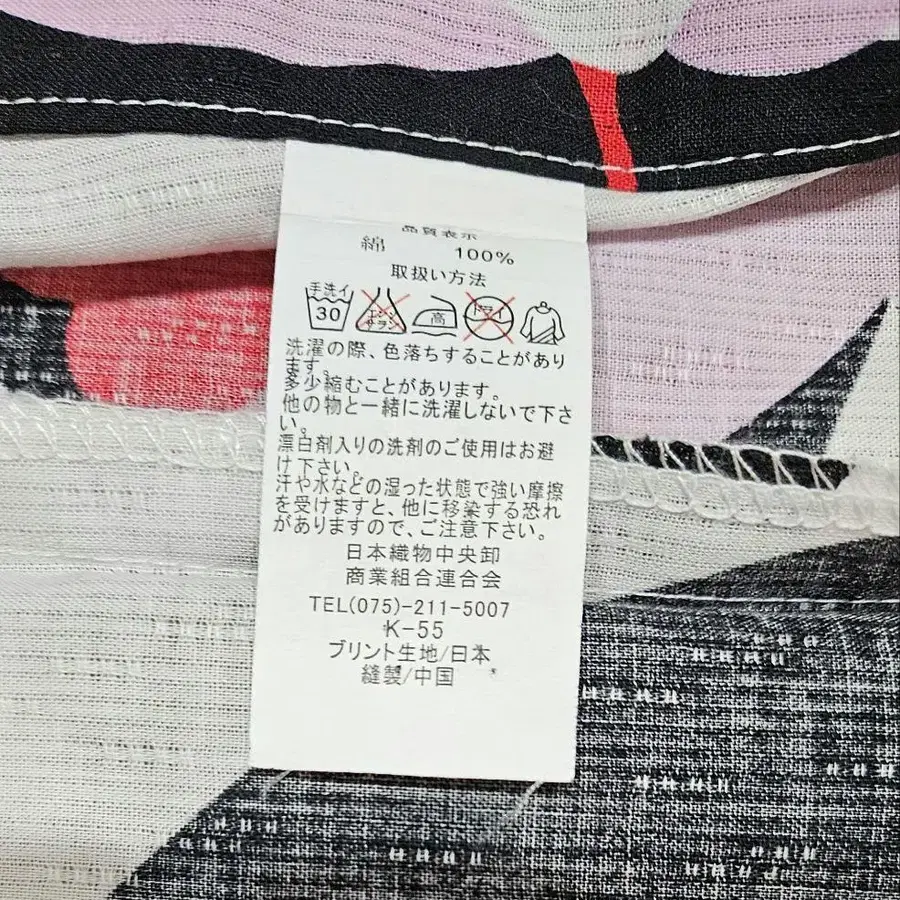 品質表示
綿 100%
取扱い方法
手洗イ 30 エンソサラシ 高 ドライ
洗濯の際、色落ちすることがあり
ます。
多少縮むことがあります。
他の物と一緒に洗濯しないで下さ
い。
漂白剤入りの洗剤のご使用はお避
け下さい。
汗や水などの湿った状態で強い摩擦
を受けますと、他に移染する恐れ
がありますので、ご注意下さい。
日本織物中央卸
商業組合連合会
TEL(075)-211-5007
K-55
プリント生地/日本
縫製/中国